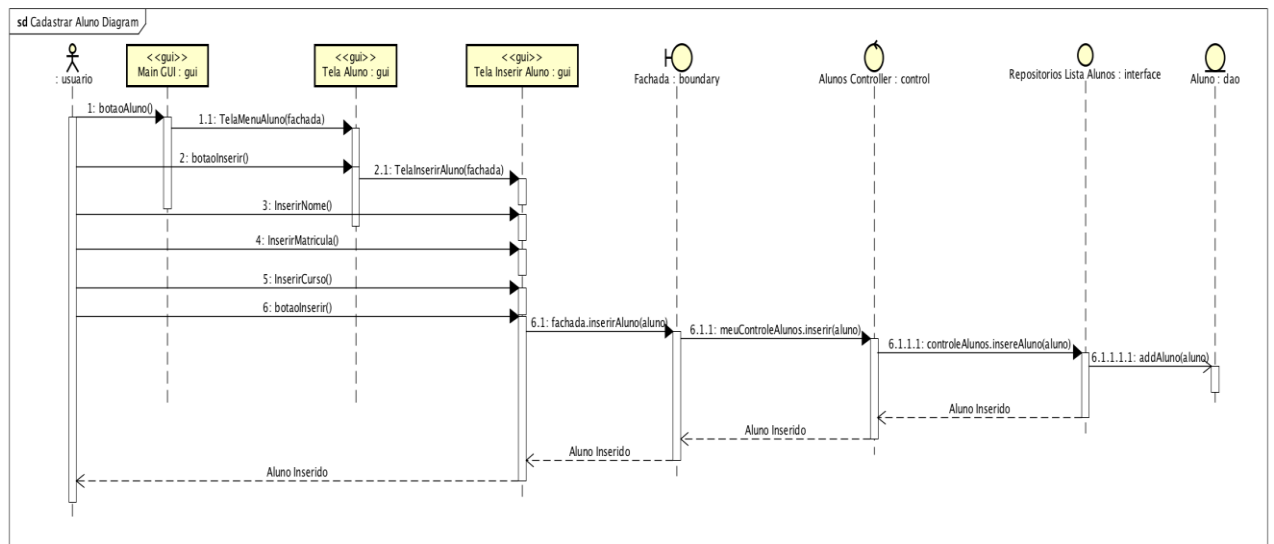 sd Cadastrar Aluno Diagram
: usuario
<<gui>>
Main GUI : gui
<<gui>>
Tela Aluno : gui
<<gui>>
Tela Inserir Aluno : gui
Fachada : boundary
Alunos Controller : control
Repositorios Lista Alunos : interface
Aluno : dao
1: botaoAluno()
1.1: TelaMenuAluno(fachada)
2: botaoInserir()
2.1: TelaInserirAluno(fachada)
3: InserirNome()
4: InserirMatricula()
5: InserirCurso()
6: botaoInserir()
6.1: fachada.inserirAluno(aluno)
6.1.1: meuControleAlunos.inserir(aluno)
6.1.1.1: controleAlunos.insereAluno(aluno)
6.1.1.1.1: addAluno(aluno)
Aluno Inserido
Aluno Inserido
Aluno Inserido
Aluno Inserido